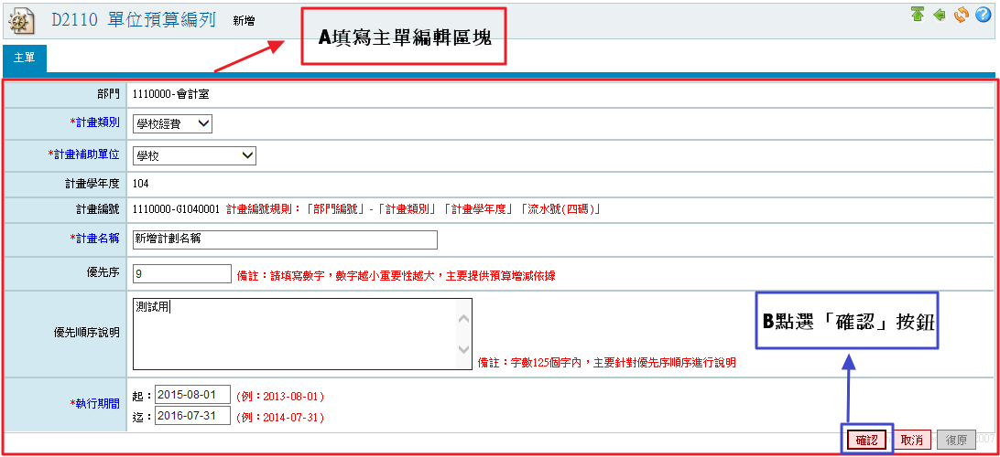 D2110 單位預算編列 新增
A填寫主單編輯區塊
主單
部門 1110000-會計室
*計畫類別 學校經費
*計畫補助單位 學校
計畫學年度 104
計畫編號 1110000-G1040001 計畫編號規則：「部門編號」-「計畫類別」「計畫學年度」「流水號(四碼)」
*計畫名稱 新增計劃名稱
優先序 9 備註：請填寫數字，數字越小重要性越大，主要提供預算增減依據
優先順序說明 測試用
備註：字數125個字內，主要針對優先序順序進行說明
B點選「確認」按鈕
*執行期間 起：2015-08-01 (例：2013-08-01)
迄：2016-07-31 (例：2014-07-31)
確認 取消 復原 2007